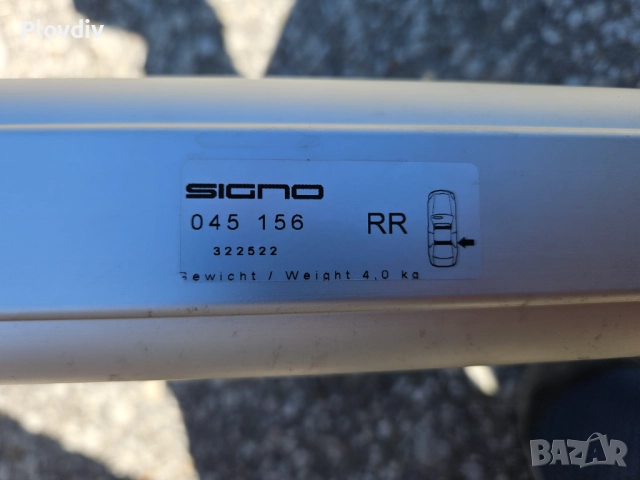 Plovdiv
SIGNO
045 156 RR
322522
Gewicht / Weight 4,0 kg
BAZAR